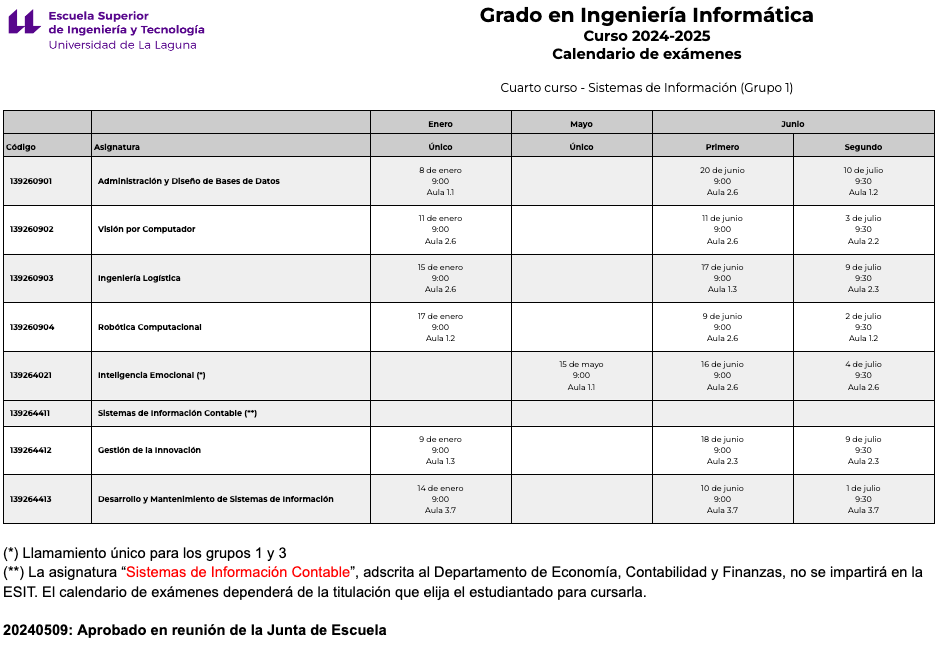 Escuela Superior
de Ingeniería y Tecnología
Universidad de La Laguna
Grado en Ingeniería Informática
Curso 2024-2025
Calendario de exámenes
Cuarto curso - Sistemas de Información (Grupo 1)
Enero Mayo Junio
Código Asignatura Único Único Primero Segundo
139260901 Administración y Diseño de Bases de Datos
8 de enero
9:00
Aula 1.1
20 de junio
9:00
Aula 2.6
10 de julio
9:30
Aula 1.2
139260902 Visión por Computador
11 de enero
9:00
Aula 2.6
11 de junio
9:00
Aula 2.6
3 de julio
9:30
Aula 2.2
139260903 Ingeniería Logística
15 de enero
9:00
Aula 2.6
17 de junio
9:00
Aula 1.3
9 de julio
9:30
Aula 2.3
139260904 Robótica Computacional
17 de enero
9:00
Aula 1.2
9 de junio
9:00
Aula 2.6
2 de julio
9:30
Aula 1.2
139264021 Inteligencia Emocional (*)
15 de mayo
9:00
Aula 1.1
16 de junio
9:00
Aula 2.6
4 de julio
9:30
Aula 2.6
139264411 Sistemas de Información Contable (**)
139264412 Gestión de la Innovación
9 de enero
9:00
Aula 1.3
18 de junio
9:00
Aula 2.3
9 de julio
9:30
Aula 2.3
139264413 Desarrollo y Mantenimiento de Sistemas de Información
14 de enero
9:00
Aula 3.7
10 de junio
9:00
Aula 3.7
1 de julio
9:30
Aula 3.7
(*) Llamamiento único para los grupos 1 y 3
(**) La asignatura “Sistemas de Información Contable”, adscrita al Departamento de Economía, Contabilidad y Finanzas, no se impartirá en la
ESIT. El calendario de exámenes dependerá de la titulación que elija el estudiantado para cursarla.
20240509: Aprobado en reunión de la Junta de Escuela